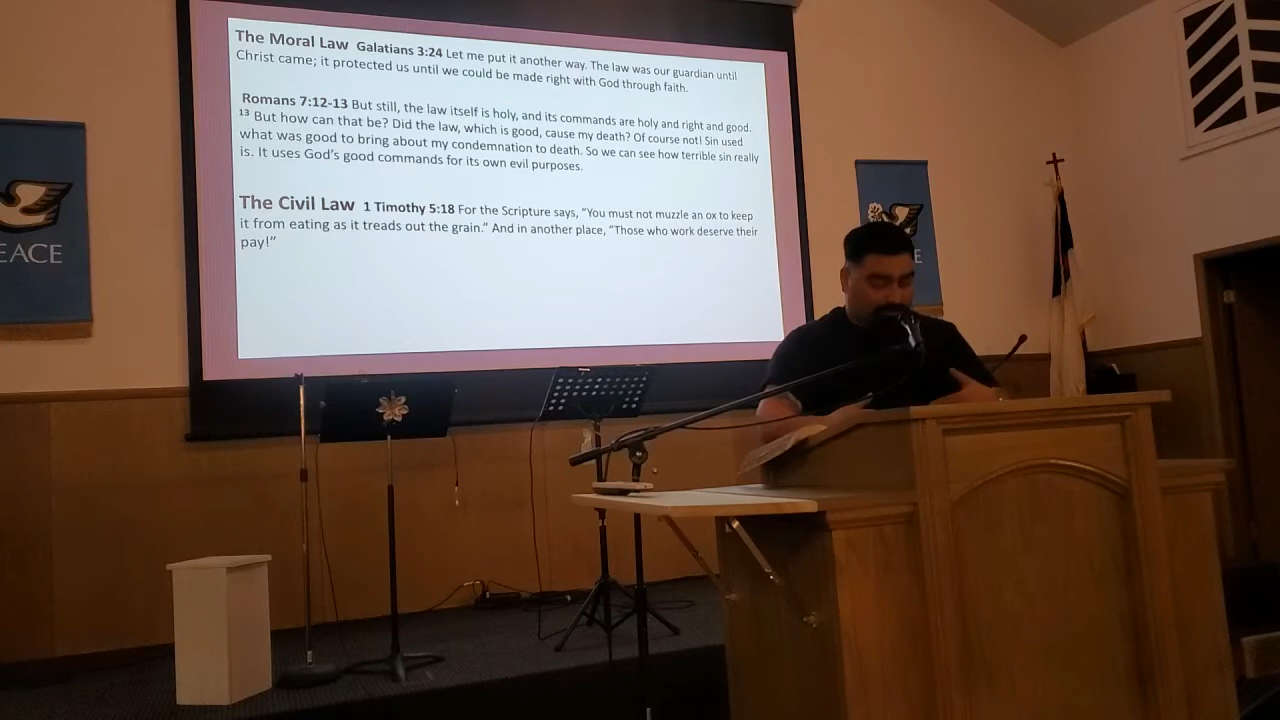 The Moral Law Galatians 3:24 Let me put it another way. The law was our guardian until
Christ came; it protected us until we could be made right with God through faith.
Romans 7:12-13 But still, the law itself is holy, and its commands are holy and right and good.
13 But how can that be? Did the law, which is good, cause my death? Of course not! Sin used
what was good to bring about my condemnation to death. So we can see how terrible sin really
is. It uses God’s good commands for its own evil purposes.
The Civil Law 1 Timothy 5:18 For the Scripture says, “You must not muzzle an ox to keep
it from eating as it treads out the grain.” And in another place, “Those who work deserve their
pay!”
EACE
E